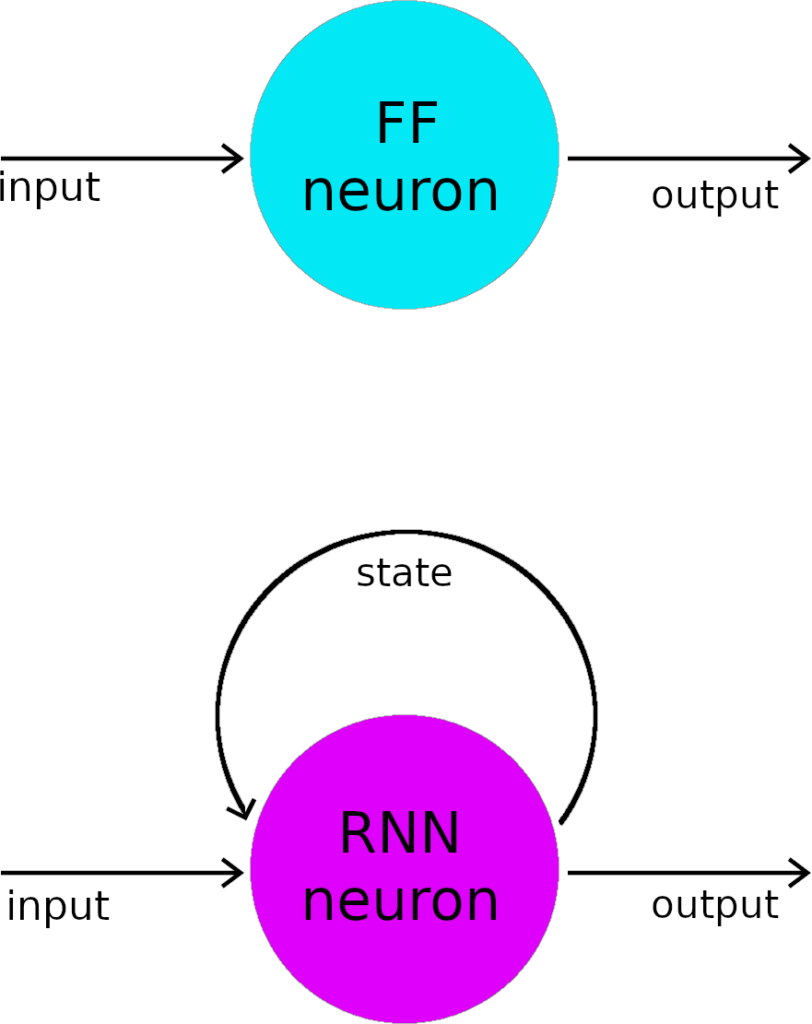 FF
neuron
input
output
state
RNN
neuron
input
output